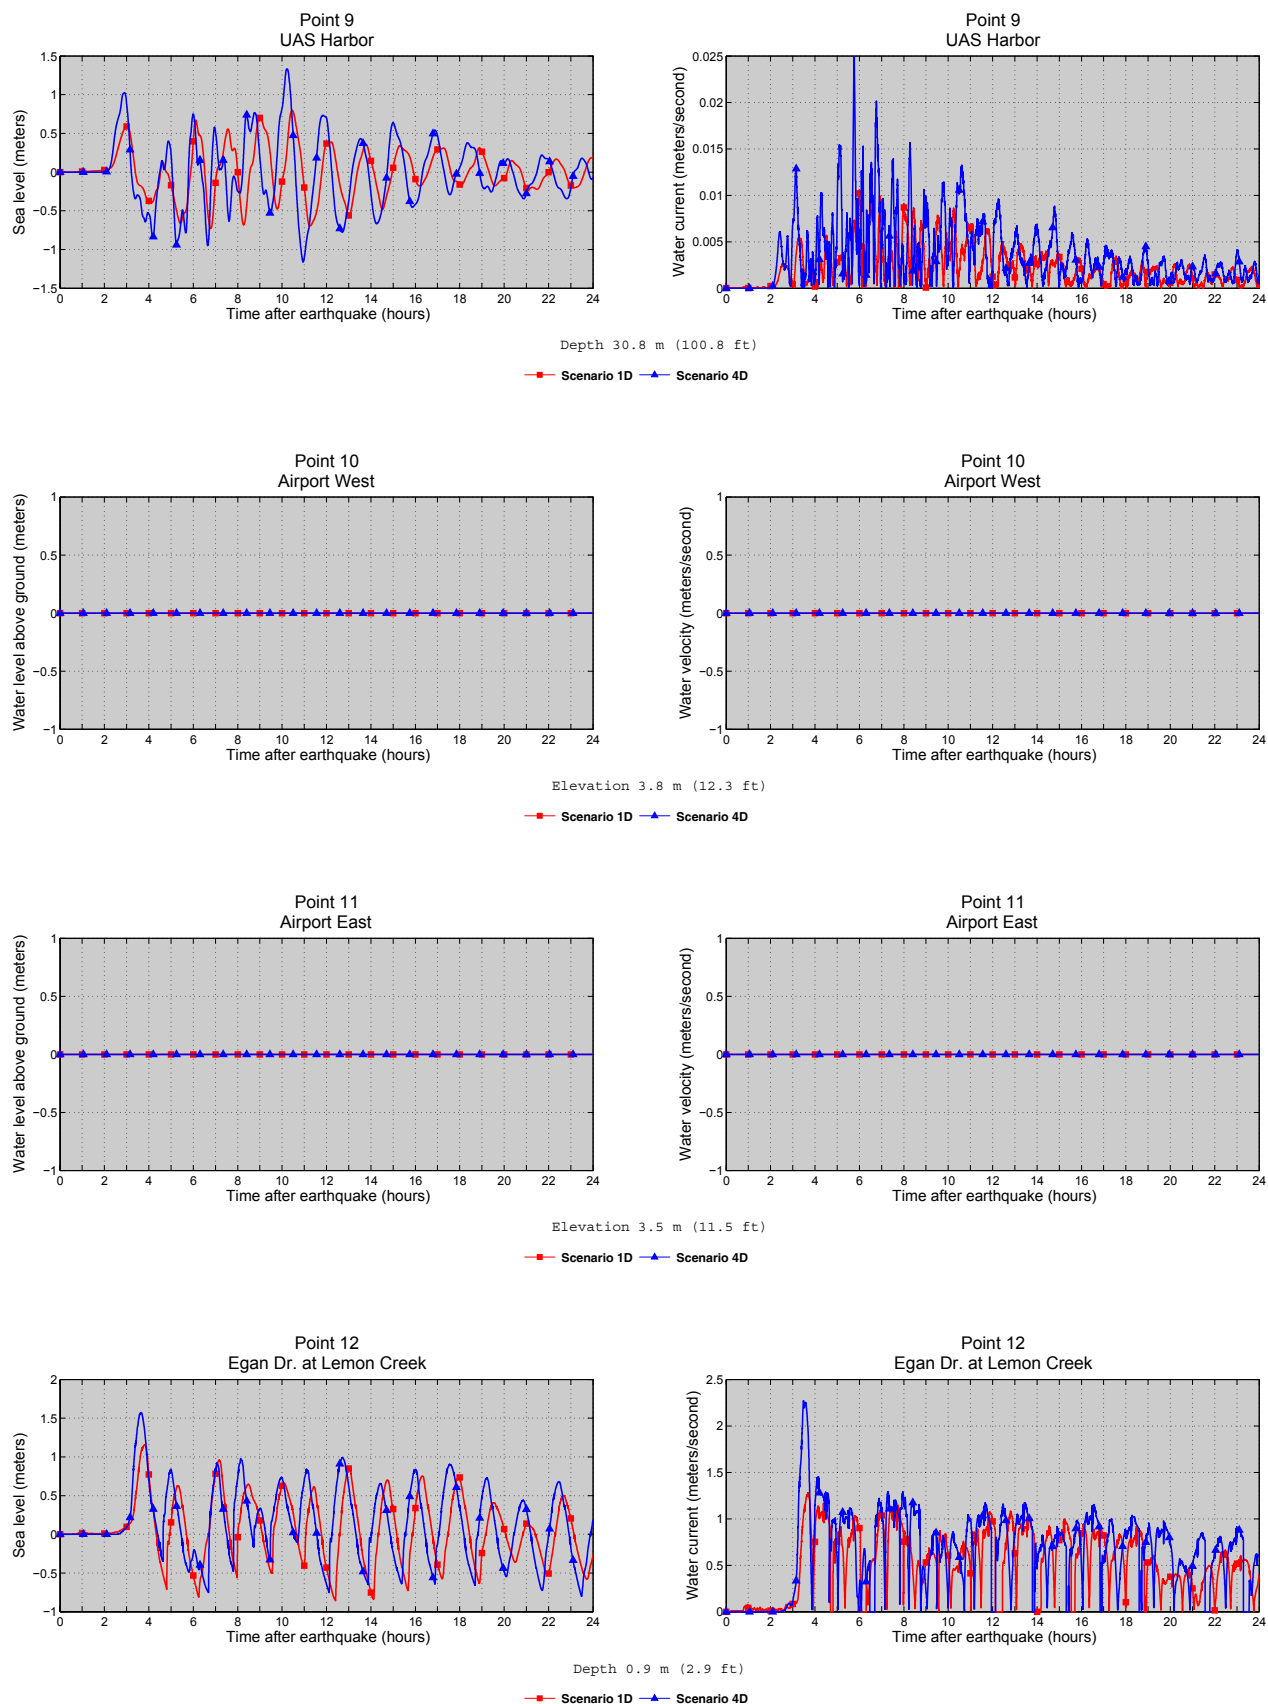 Point 9
UAS Harbor
Sea level (meters)
1.5
1
0.5
0
−0.5
−1
−1.5
0 2 4 6 8 10 12 14 16 18 20 22 24
Time after earthquake (hours)
Point 9
UAS Harbor
Water current (meters/second)
0.025
0.02
0.015
0.01
0.005
0
0 2 4 6 8 10 12 14 16 18 20 22 24
Time after earthquake (hours)
Depth 30.8 m (100.8 ft)
Scenario 1D Scenario 4D
Point 10
Airport West
Water level above ground (meters)
1
0.5
0
−0.5
−1
0 2 4 6 8 10 12 14 16 18 20 22 24
Time after earthquake (hours)
Point 10
Airport West
Water velocity (meters/second)
1
0.5
0
−0.5
−1
0 2 4 6 8 10 12 14 16 18 20 22 24
Time after earthquake (hours)
Elevation 3.8 m (12.3 ft)
Scenario 1D Scenario 4D
Point 11
Airport East
Water level above ground (meters)
1
0.5
0
−0.5
−1
0 2 4 6 8 10 12 14 16 18 20 22 24
Time after earthquake (hours)
Point 11
Airport East
Water velocity (meters/second)
1
0.5
0
−0.5
−1
0 2 4 6 8 10 12 14 16 18 20 22 24
Time after earthquake (hours)
Elevation 3.5 m (11.5 ft)
Scenario 1D Scenario 4D
Point 12
Egan Dr. at Lemon Creek
Sea level (meters)
2
1.5
1
0.5
0
−0.5
−1
0 2 4 6 8 10 12 14 16 18 20 22 24
Time after earthquake (hours)
Point 12
Egan Dr. at Lemon Creek
Water current (meters/second)
2.5
2
1.5
1
0.5
0
0 2 4 6 8 10 12 14 16 18 20 22 24
Time after earthquake (hours)
Depth 0.9 m (2.9 ft)
Scenario 1D Scenario 4D